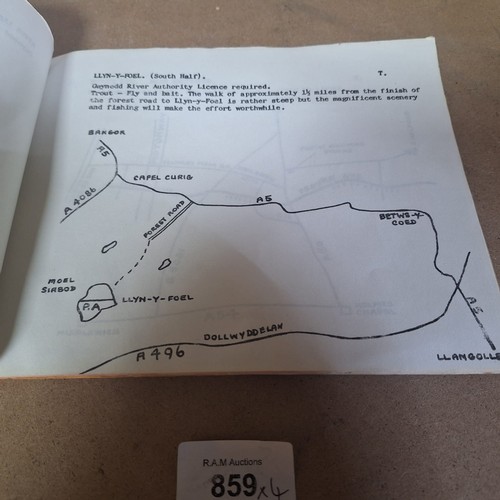 LLYN-Y-FOEL. (South Half). T.
Gwynedd River Authority Licence required.
Trout - Fly and bait. The walk of approximately 1½ miles from the finish of
the forest road to Llyn-y-Foel is rather steep but the magnificent scenery
and fishing will make the effort worthwhile.
BANGOR
A5
CAPEL CURIG
A 4086
FOREST ROAD
A5
BETWS-Y-
COED
MOEL
SIABOD
P.A
LLYN-Y-FOEL
A5
DOLLWYDDELAN
A 496
LLANGOLLE
R.A.M Auctions
859 x4